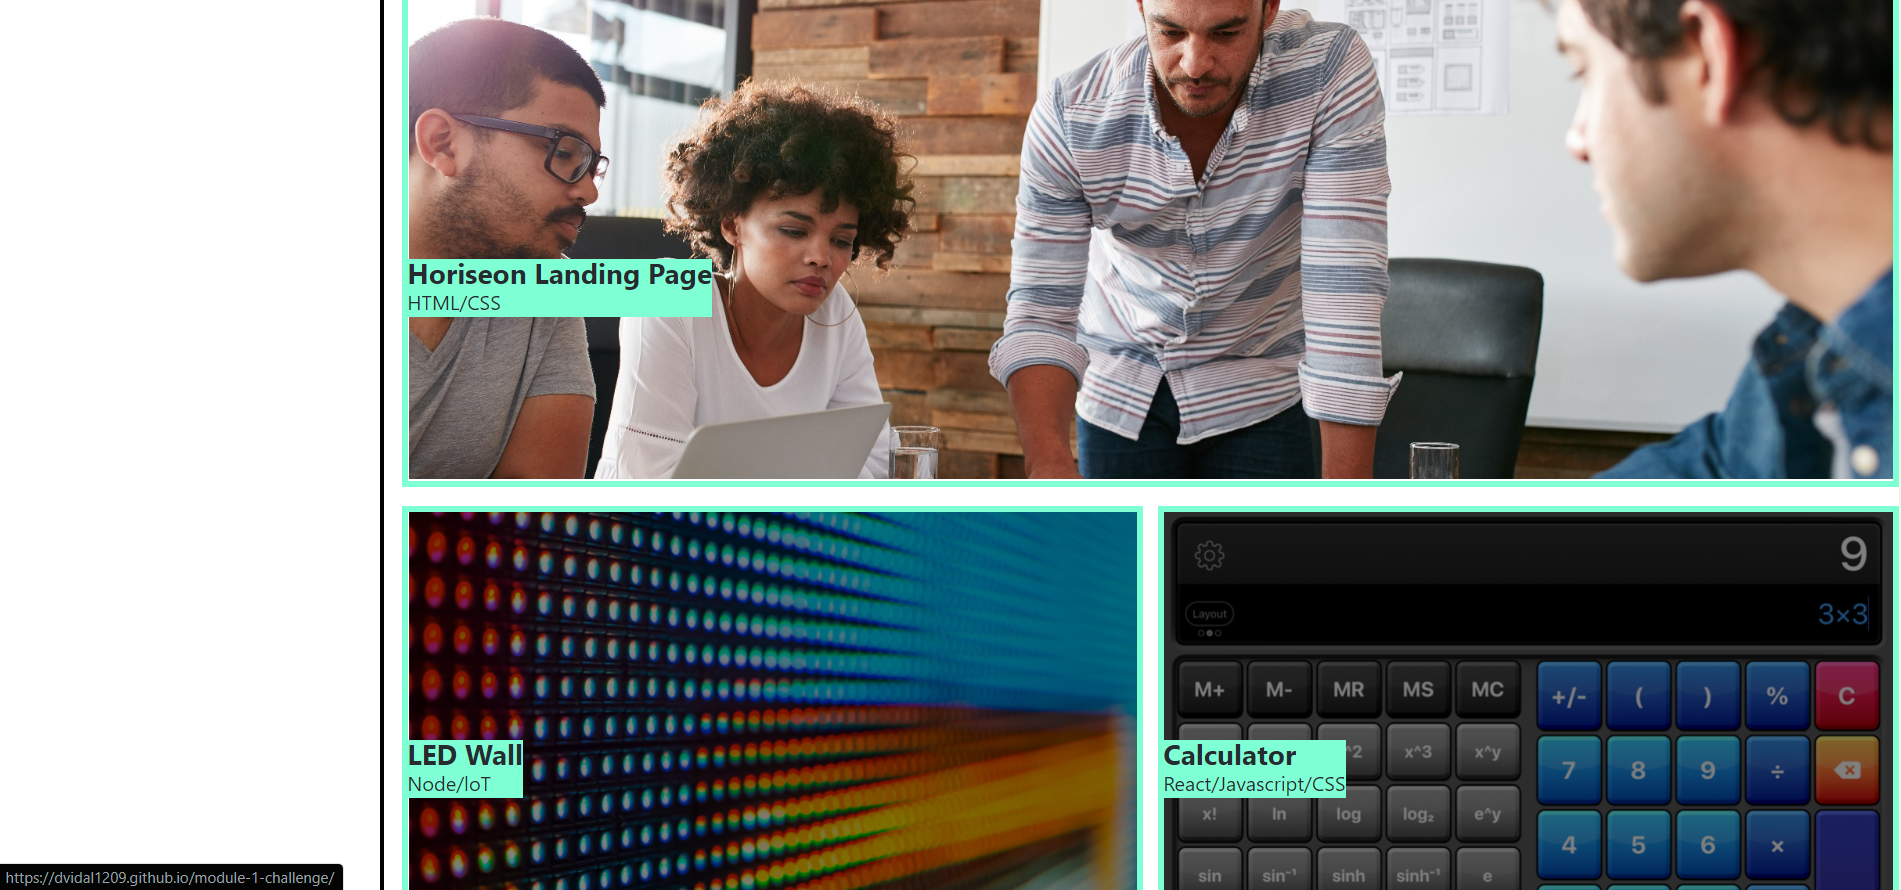 Horiseon Landing Page
HTML/CSS
LED Wall
Node/IoT
9
Layout
3×3
M+ M- MR MS MC
+/- ( ) % C
Calculator
React/Javascript/CSS
^2 x^3 x^y
7 8 9 ÷
x! ln log log₂ e^y
4 5 6 ×
sin sin⁻¹ sinh sinh⁻¹ e
https://dvidal1209.github.io/module-1-challenge/